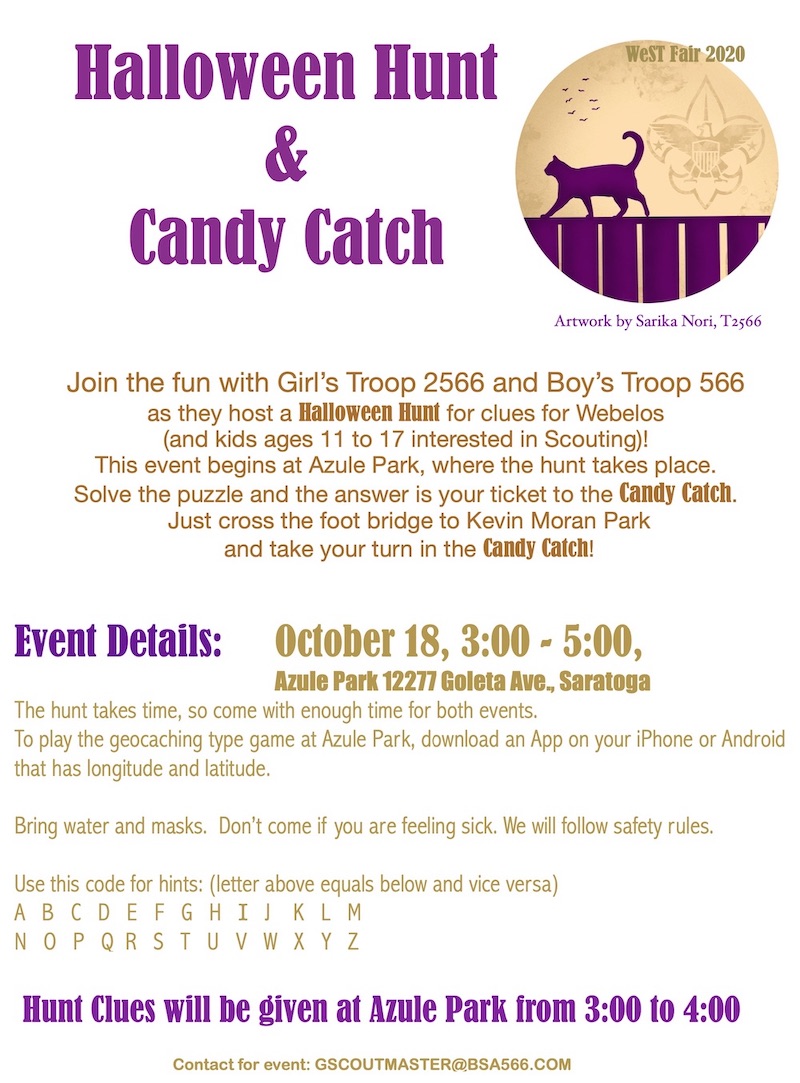 Halloween Hunt
&
Candy Catch
WeST Fair 2020
Artwork by Sarika Nori, T2566
Join the fun with Girl's Troop 2566 and Boy's Troop 566
as they host a Halloween Hunt for clues for Webelos
(and kids ages 11 to 17 interested in Scouting)!
This event begins at Azule Park, where the hunt takes place.
Solve the puzzle and the answer is your ticket to the Candy Catch.
Just cross the foot bridge to Kevin Moran Park
and take your turn in the Candy Catch!
Event Details: October 18, 3:00 - 5:00,
Azule Park 12277 Goleta Ave., Saratoga
The hunt takes time, so come with enough time for both events.
To play the geocaching type game at Azule Park, download an App on your iPhone or Android
that has longitude and latitude.
Bring water and masks.  Don't come if you are feeling sick. We will follow safety rules.
Use this code for hints: (letter above equals below and vice versa)
A B C D E F G H I J K L M
N O P Q R S T U V W X Y Z
Hunt Clues will be given at Azule Park from 3:00 to 4:00
Contact for event: GSCOUTMASTER@BSA566.COM